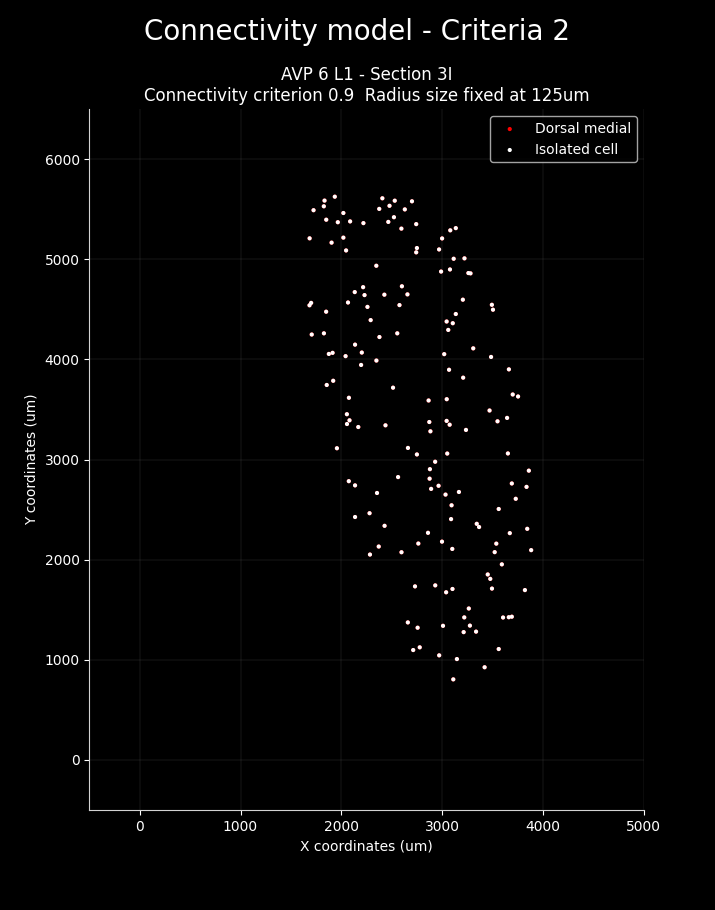 Connectivity model - Criteria 2
AVP 6 L1 - Section 3I
Connectivity criterion 0.9  Radius size fixed at 125um
Dorsal medial
Isolated cell
6000
5000
4000
3000
2000
1000
0
Y coordinates (um)
0 1000 2000 3000 4000 5000
X coordinates (um)